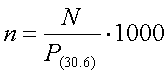 n = N / P(30.6) · 1000